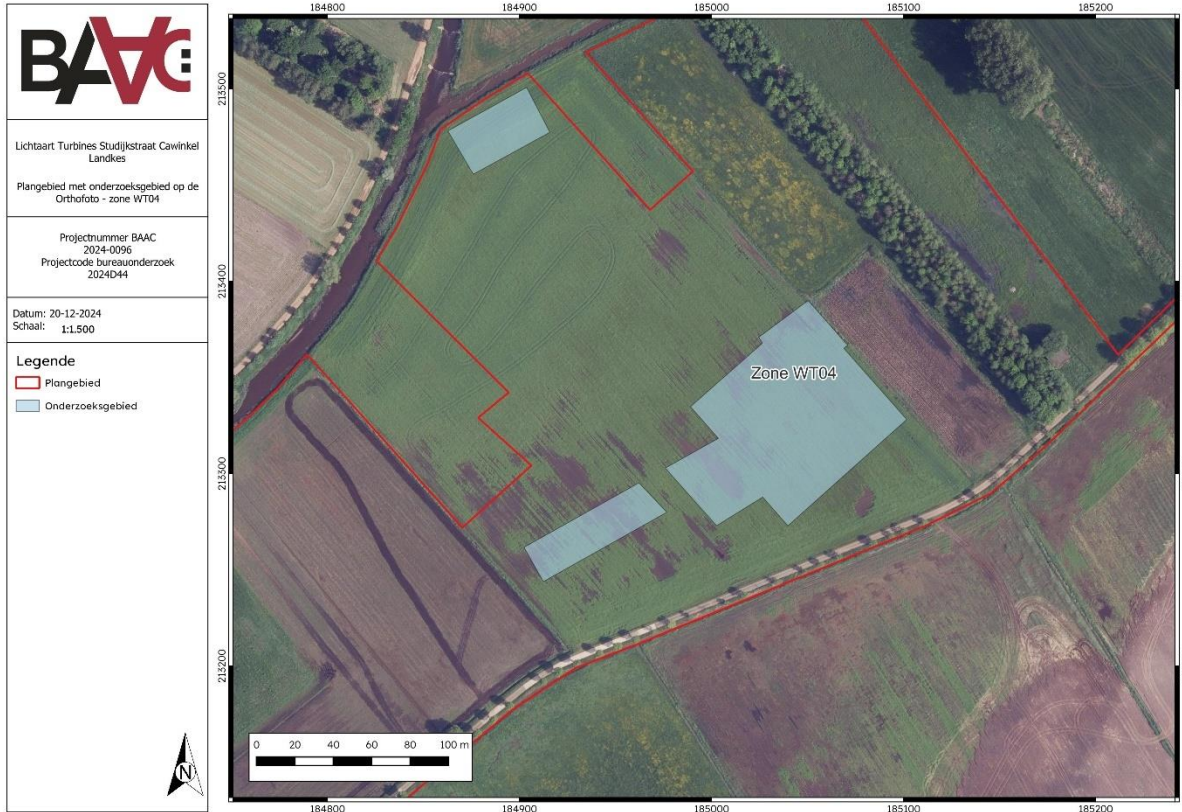 BAAC
Lichtaart Turbines Studijkstraat Cawinkel
Landkes
Plangebied met onderzoeksgebied op de
Orthofoto - zone WT04
Projectnummer BAAC
2024-0096
Projectcode bureauonderzoek
2024D44
Datum: 20-12-2024
Schaal: 1:1.500
Legende
Plangebied
Onderzoeksgebied
N
184800 184900 185000 185100 185200
213500
213400
213300
213200
Zone WT04
0 20 40 60 80 100 m
184800 184900 185000 185100 185200